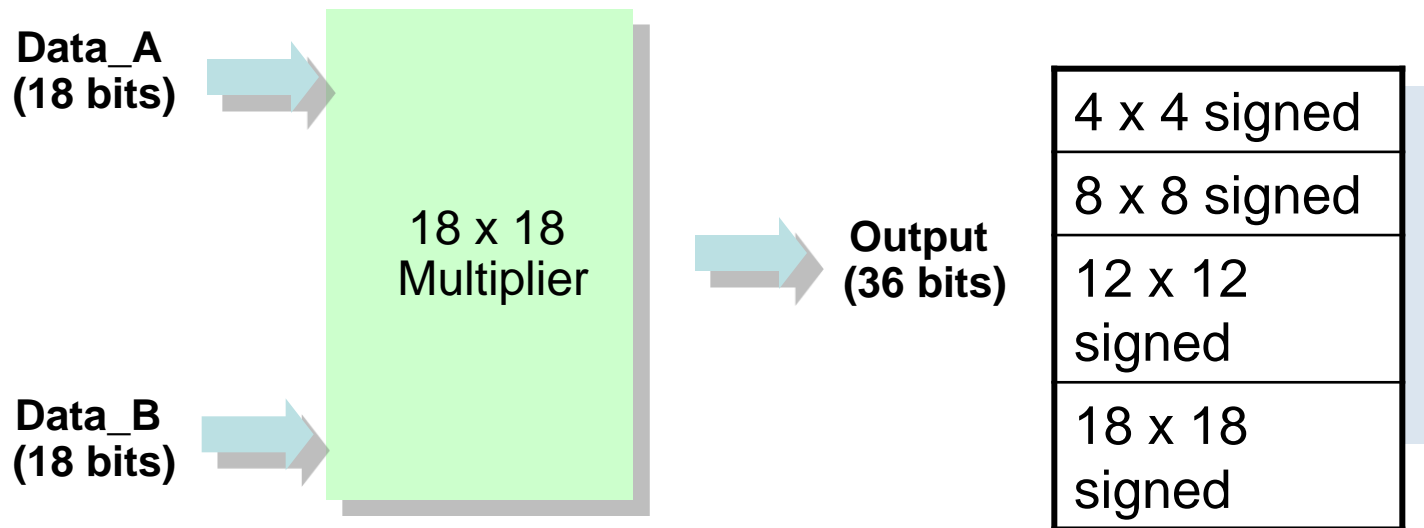 Data_A
(18 bits)
18 x 18
Multiplier
Data_B
(18 bits)
Output
(36 bits)
4 x 4 signed
8 x 8 signed
12 x 12
signed
18 x 18
signed